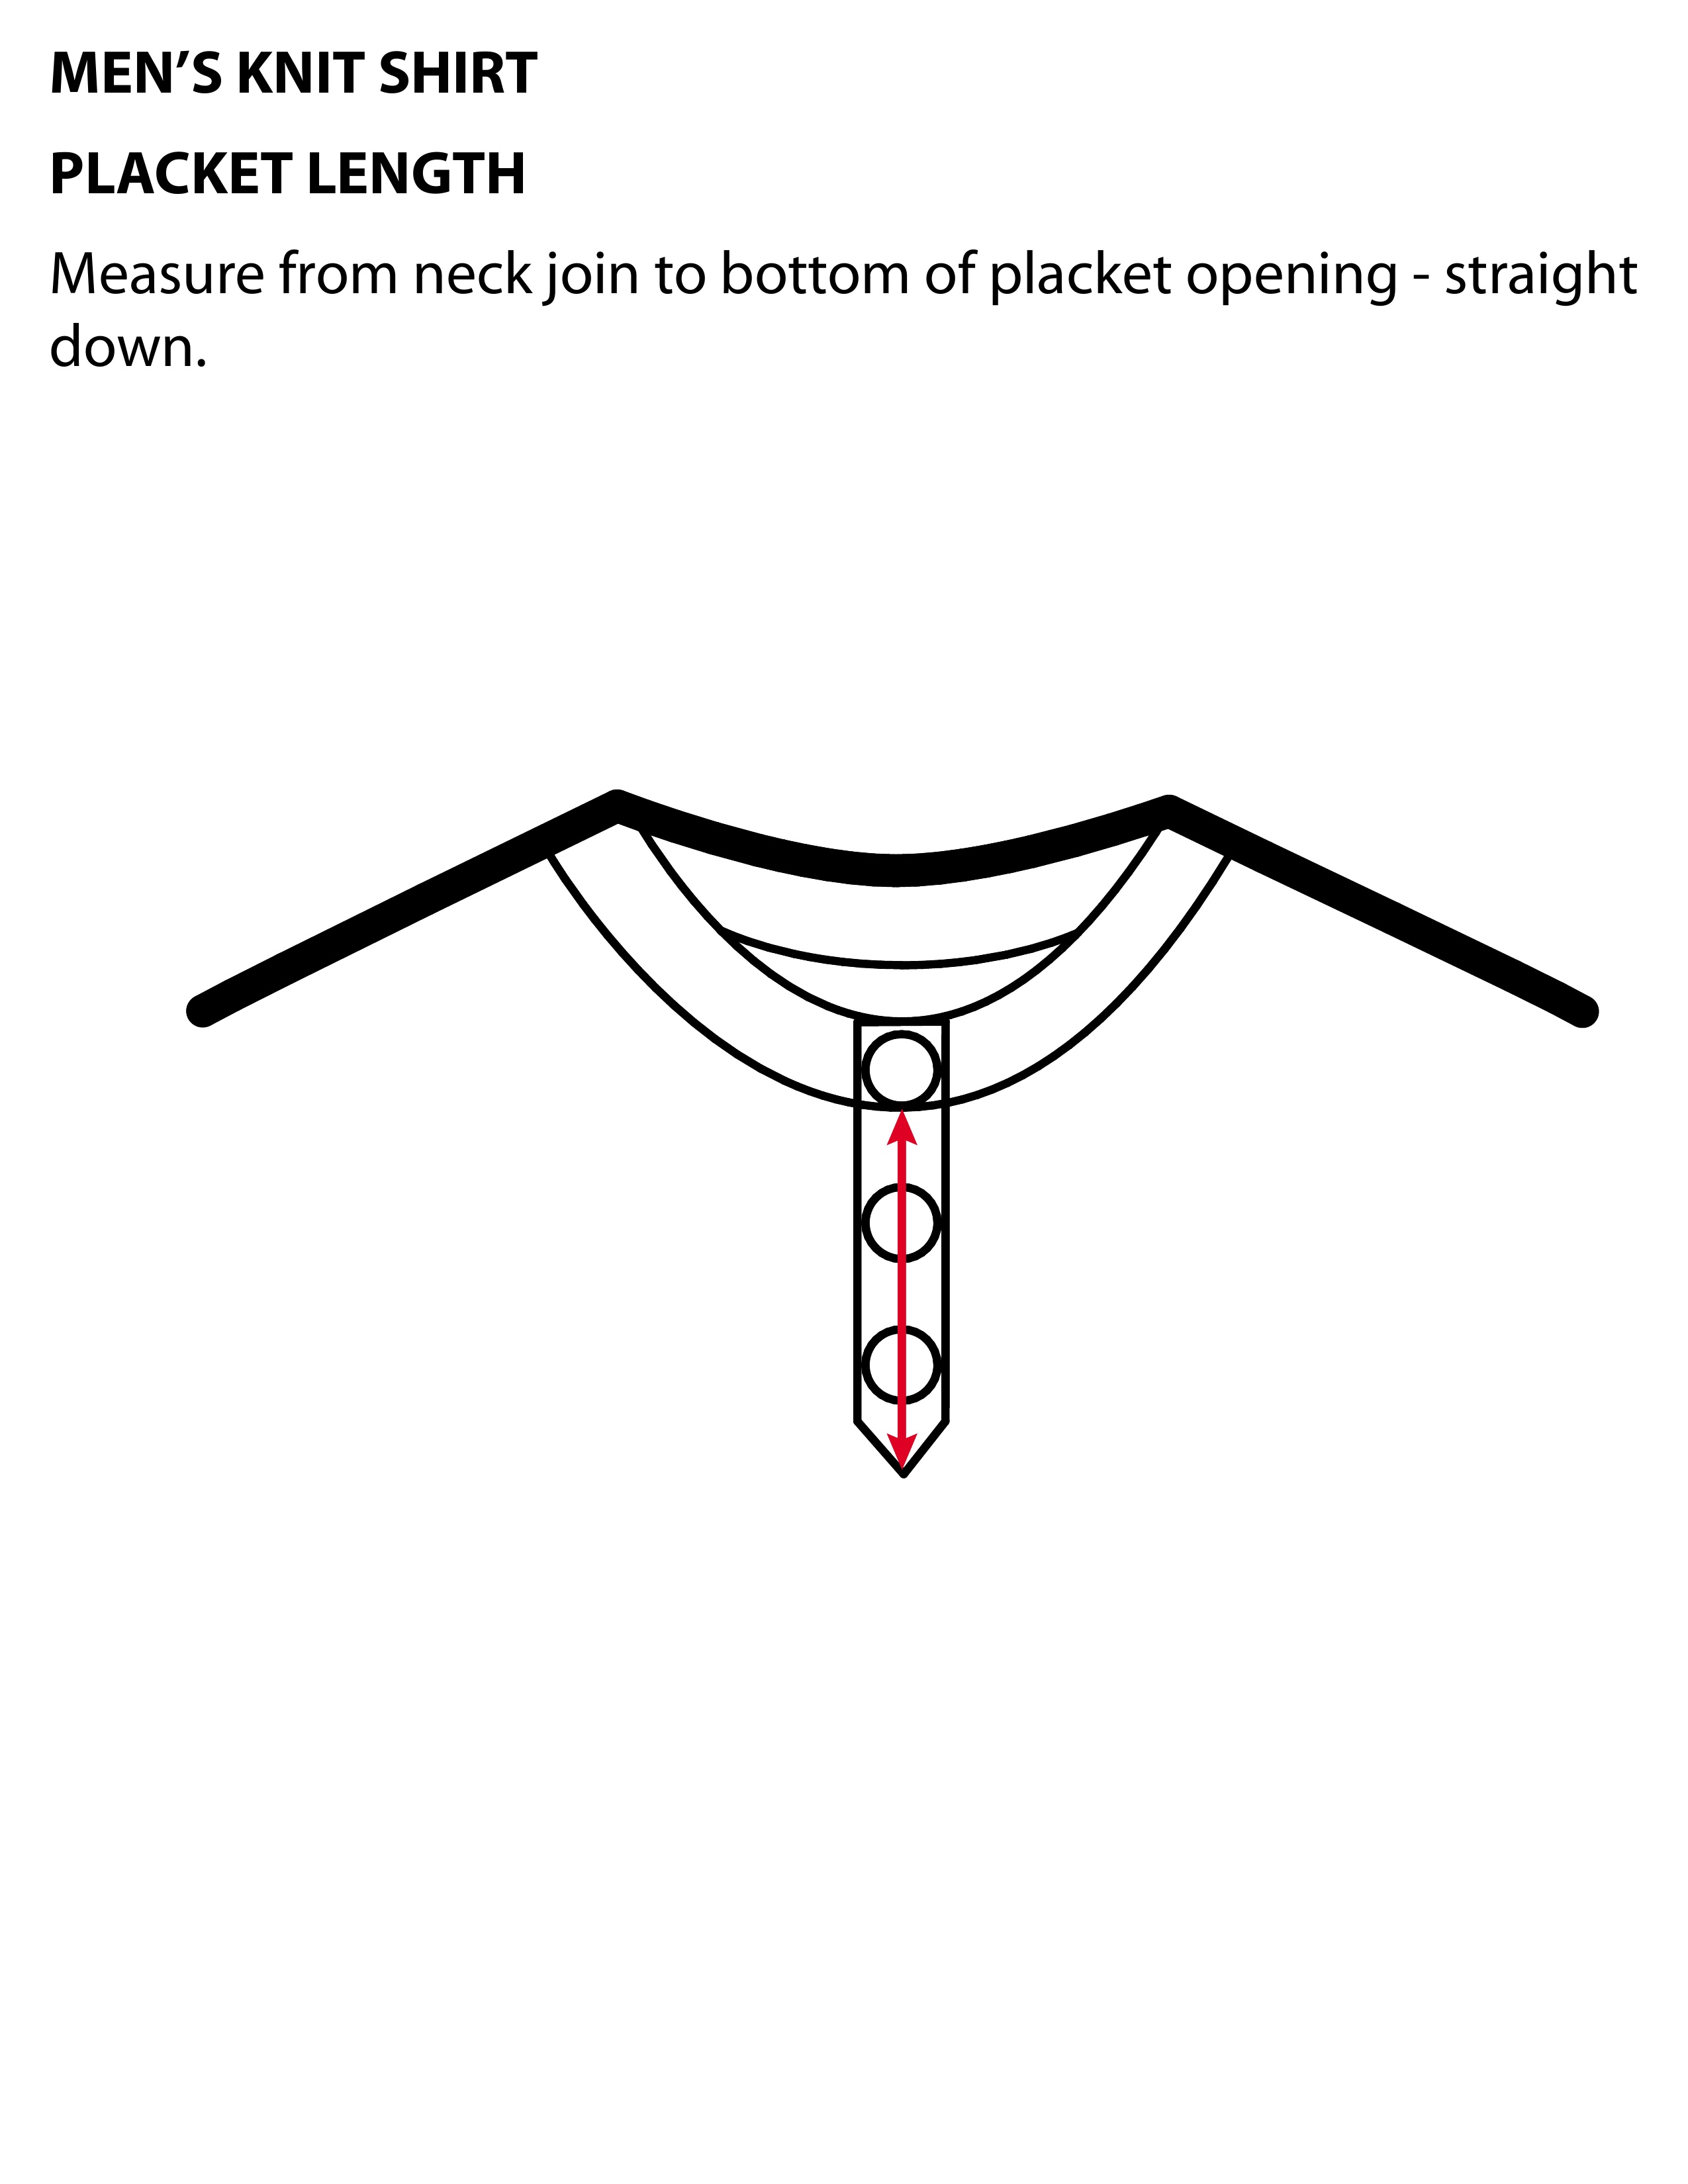 MEN’S KNIT SHIRT
PLACKET LENGTH
Measure from neck join to bottom of placket opening - straight
down.